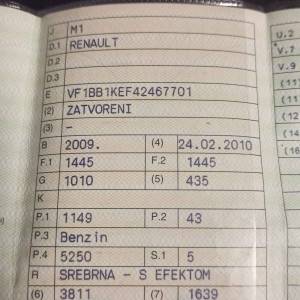 J M1
D.1 RENAULT
D.2
D.3
E VF1BB1KEF42467701
(2) ZATVORENI
(3) -
B 2009. (4) 24.02.2010
F.1 1445 F.2 1445
G 1010 (5) 435
K
P.1 1149 P.2 43
P.3 Benzin
P.4 5250 S.1 5
R SREBRNA - S EFEKTOM
(6) 3811 (7) 1639
U.2
V.7
V.9